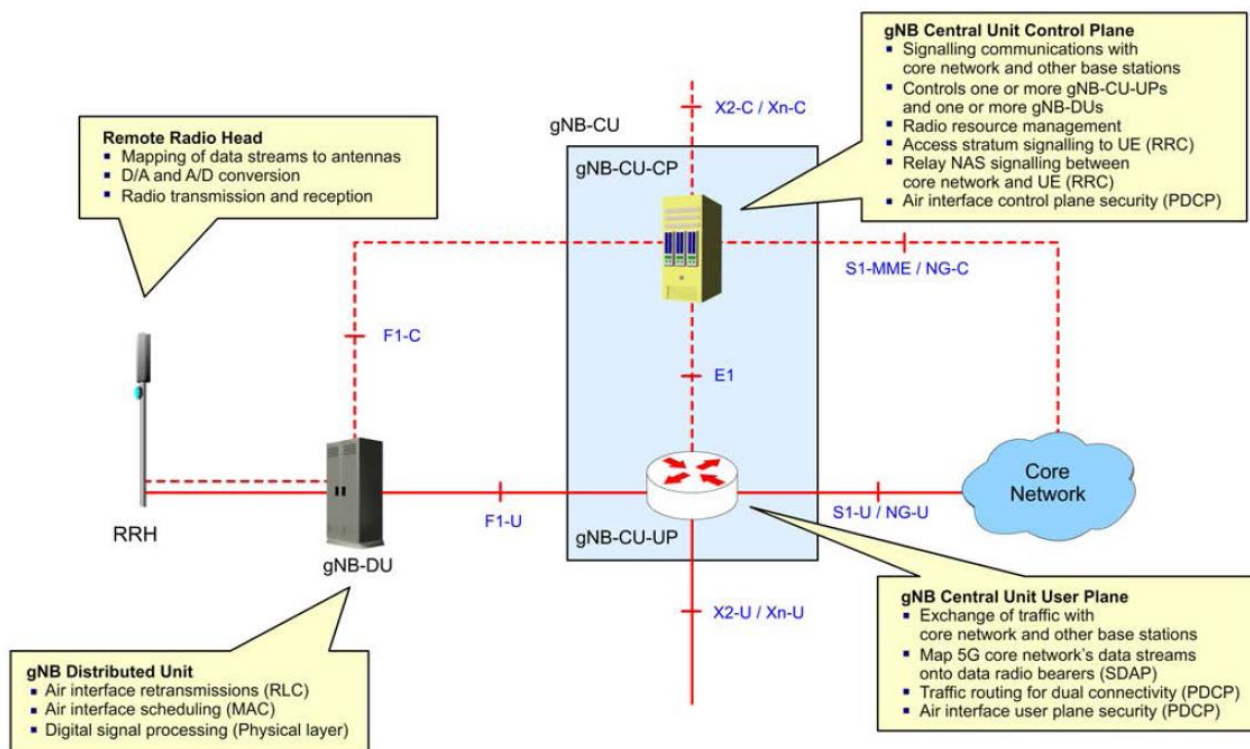 gNB Central Unit Control Plane
▪ Signalling communications with
core network and other base stations
▪ Controls one or more gNB-CU-UPs
and one or more gNB-DUs
▪ Radio resource management
▪ Access stratum signalling to UE (RRC)
▪ Relay NAS signalling between
core network and UE (RRC)
▪ Air interface control plane security (PDCP)
X2-C / Xn-C
gNB-CU
Remote Radio Head
▪ Mapping of data streams to antennas
▪ D/A and A/D conversion
▪ Radio transmission and reception
gNB-CU-CP
S1-MME / NG-C
F1-C
E1
Core
Network
RRH
F1-U
S1-U / NG-U
gNB-CU-UP
gNB-DU
X2-U / Xn-U
gNB Central Unit User Plane
▪ Exchange of traffic with
core network and other base stations
▪ Map 5G core network's data streams
onto data radio bearers (SDAP)
▪ Traffic routing for dual connectivity (PDCP)
▪ Air interface user plane security (PDCP)
gNB Distributed Unit
▪ Air interface retransmissions (RLC)
▪ Air interface scheduling (MAC)
▪ Digital signal processing (Physical layer)